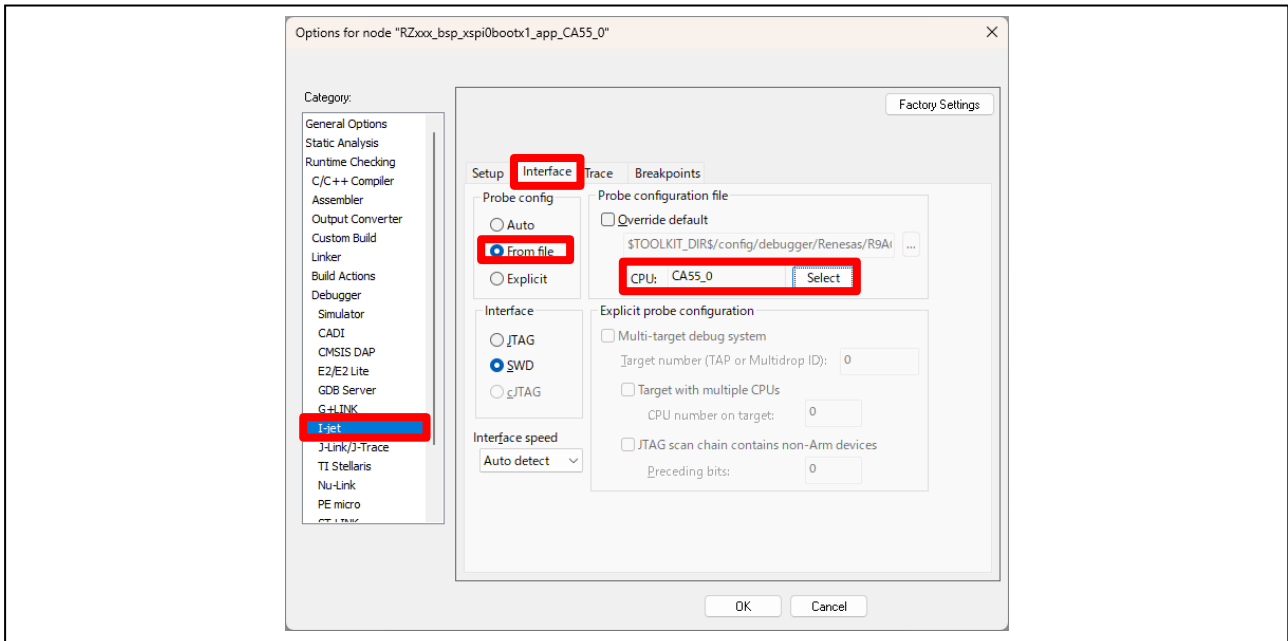 Options for node "RZxxx_bsp_xspi0bootx1_app_CA55_0"
Category:
General Options
Static Analysis
Runtime Checking
C/C++ Compiler
Assembler
Output Converter
Custom Build
Linker
Build Actions
Debugger
Simulator
CADI
CMSIS DAP
E2/E2 Lite
GDB Server
G+LINK
I-jet
J-Link/J-Trace
TI Stellaris
Nu-Link
PE micro
Factory Settings
Setup Interface Trace Breakpoints
Probe config
Auto
From file
Explicit
Probe configuration file
Override default
$TOOLKIT_DIR$/config/debugger/Renesas/R9A ...
CPU: CA55_0 Select
Interface
JTAG
SWD
cJTAG
Interface speed
Auto detect
Explicit probe configuration
Multi-target debug system
Target number (TAP or Multidrop ID): 0
Target with multiple CPUs
CPU number on target: 0
JTAG scan chain contains non-Arm devices
Preceding bits: 0
OK Cancel